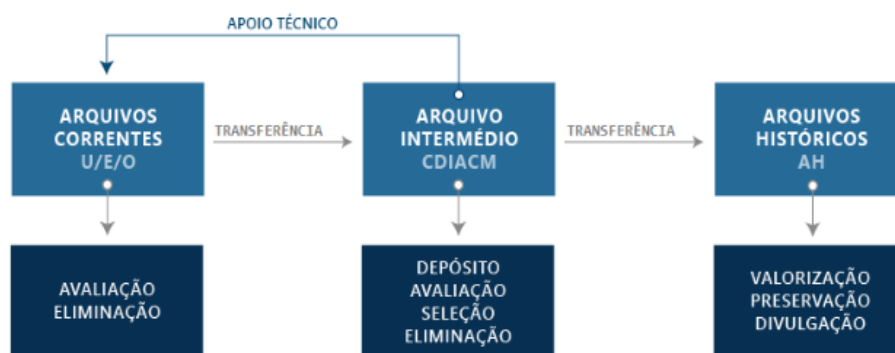 APOIO TÉCNICO
ARQUIVOS
CORRENTES
U/E/O
TRANSFERÊNCIA
ARQUIVO
INTERMÉDIO
CDIACM
TRANSFERÊNCIA
ARQUIVOS
HISTÓRICOS
AH
AVALIAÇÃO
ELIMINAÇÃO
DEPÓSITO
AVALIAÇÃO
SELEÇÃO
ELIMINAÇÃO
VALORIZAÇÃO
PRESERVAÇÃO
DIVULGAÇÃO